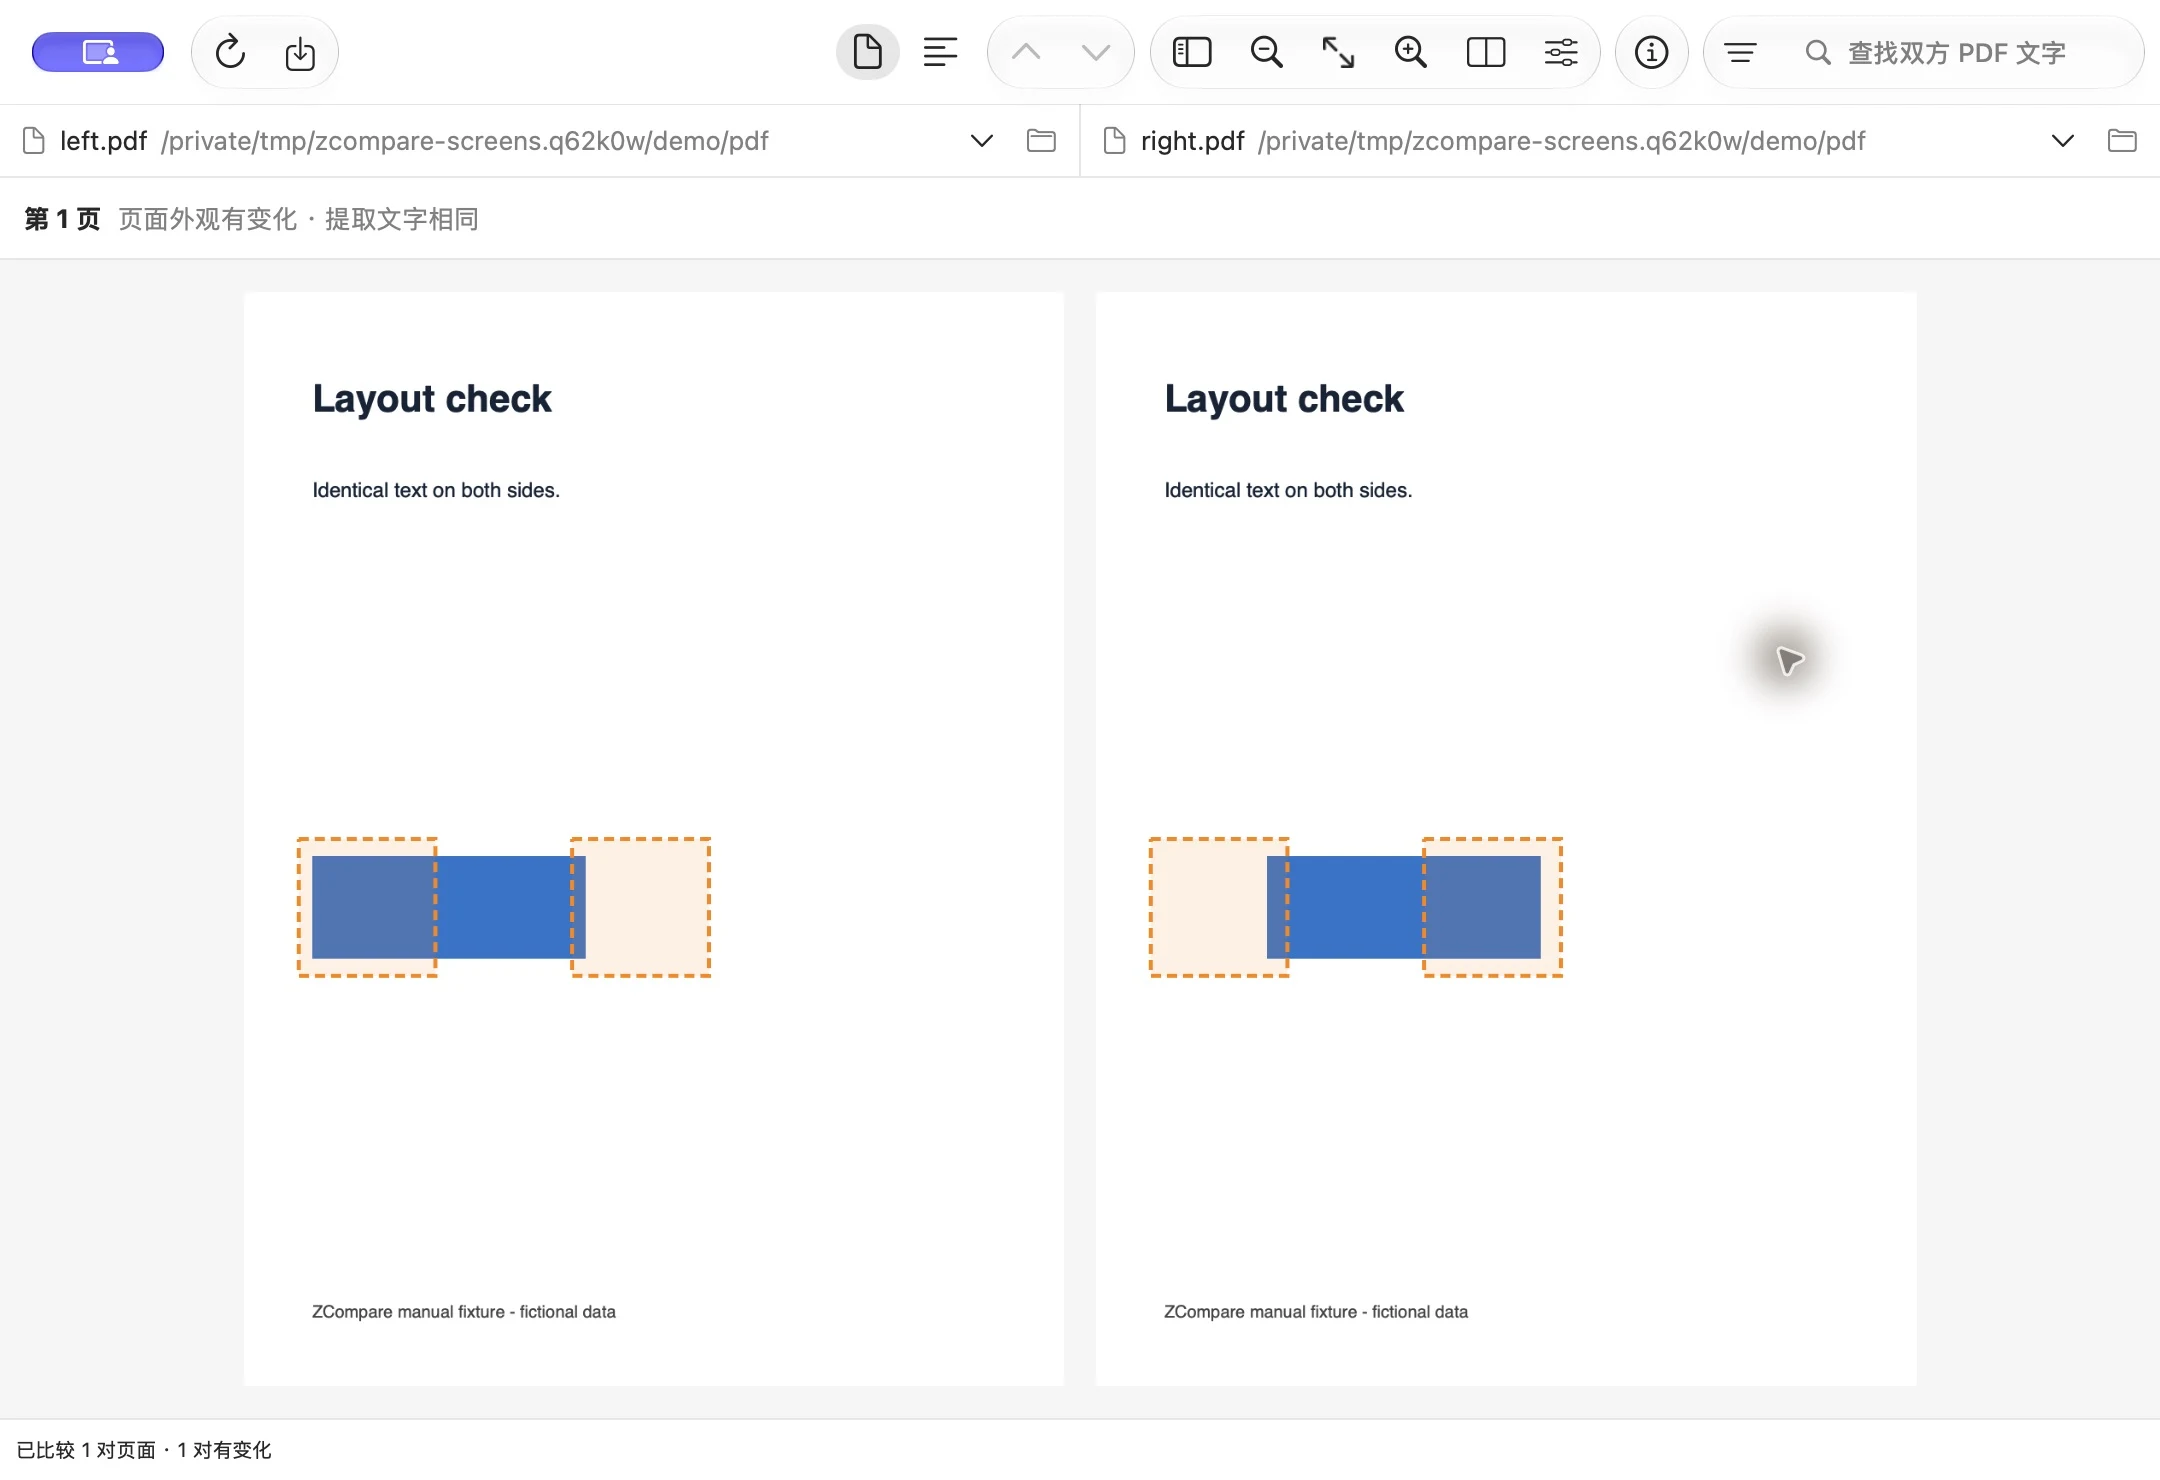 查找双方 PDF 文字
left.pdf /private/tmp/zcompare-screens.q62k0w/demo/pdf
right.pdf /private/tmp/zcompare-screens.q62k0w/demo/pdf
第 1 页 页面外观有变化 · 提取文字相同
Layout check
Identical text on both sides.
ZCompare manual fixture - fictional data
Layout check
Identical text on both sides.
ZCompare manual fixture - fictional data
已比较 1 对页面 · 1 对有变化